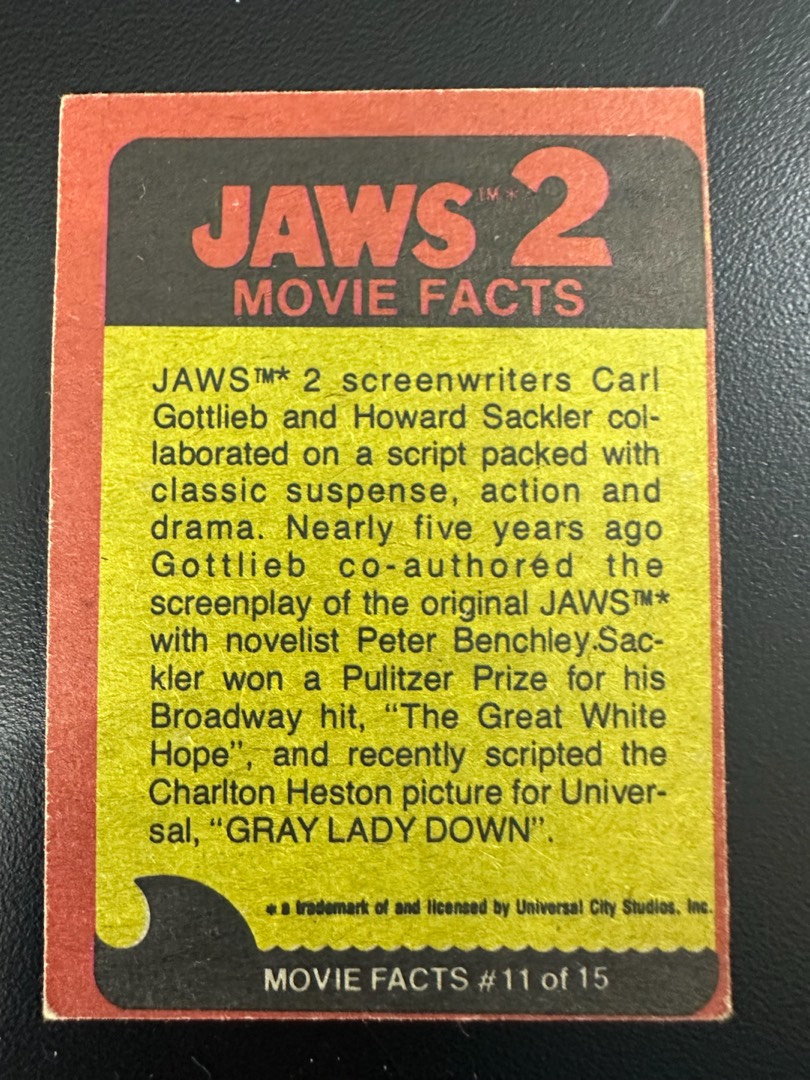 JAWS™* 2
MOVIE FACTS
JAWS™* 2 screenwriters Carl
Gottlieb and Howard Sackler col-
laborated on a script packed with
classic suspense, action and
drama. Nearly five years ago
Gottlieb co-authored the
screenplay of the original JAWS™*
with novelist Peter Benchley.Sac-
kler won a Pulitzer Prize for his
Broadway hit, “The Great White
Hope”, and recently scripted the
Charlton Heston picture for Univer-
sal, “GRAY LADY DOWN”.
* a trademark of and licensed by Universal City Studios, Inc.
MOVIE FACTS #11 of 15